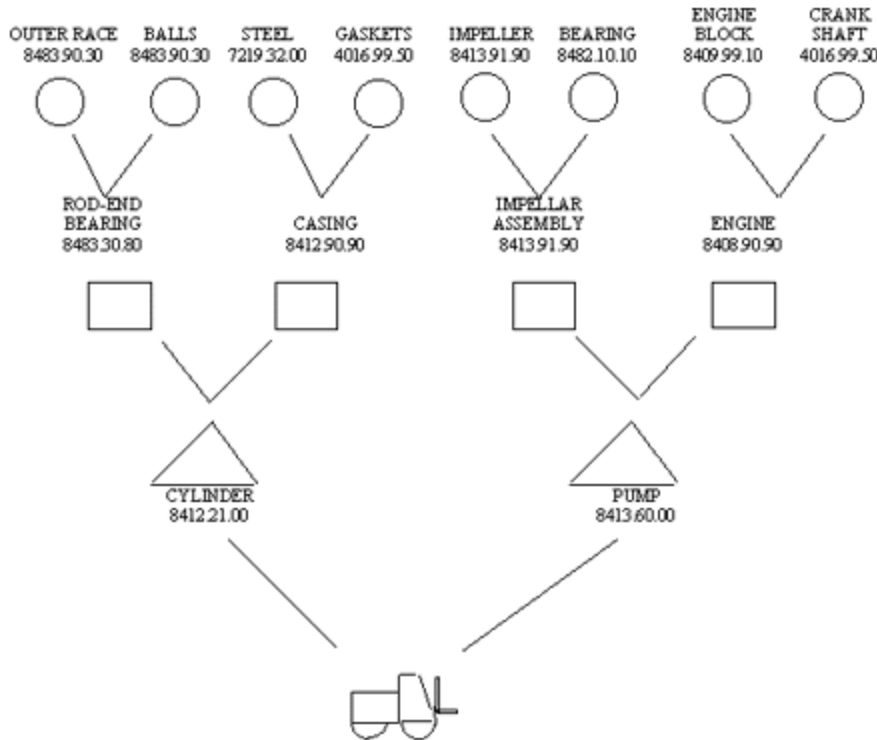 OUTER RACE
8483.90.30
BALLS
8483.90.30
STEEL
7219.32.00
GASKETS
4016.99.50
IMPELLER
8413.91.90
BEARING
8482.10.10
ENGINE
BLOCK
8409.99.10
CRANK
SHAFT
4016.99.50
ROD-END
BEARING
8483.30.80
CASING
8412.90.90
IMPELLAR
ASSEMBLY
8413.91.90
ENGINE
8408.90.90
CYLINDER
8412.21.00
PUMP
8413.60.00